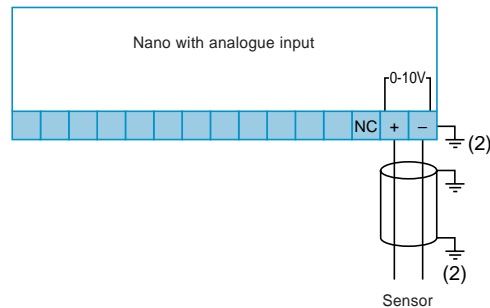 Nano with analogue input
0-10V
NC + –
(2)
(2)
Sensor